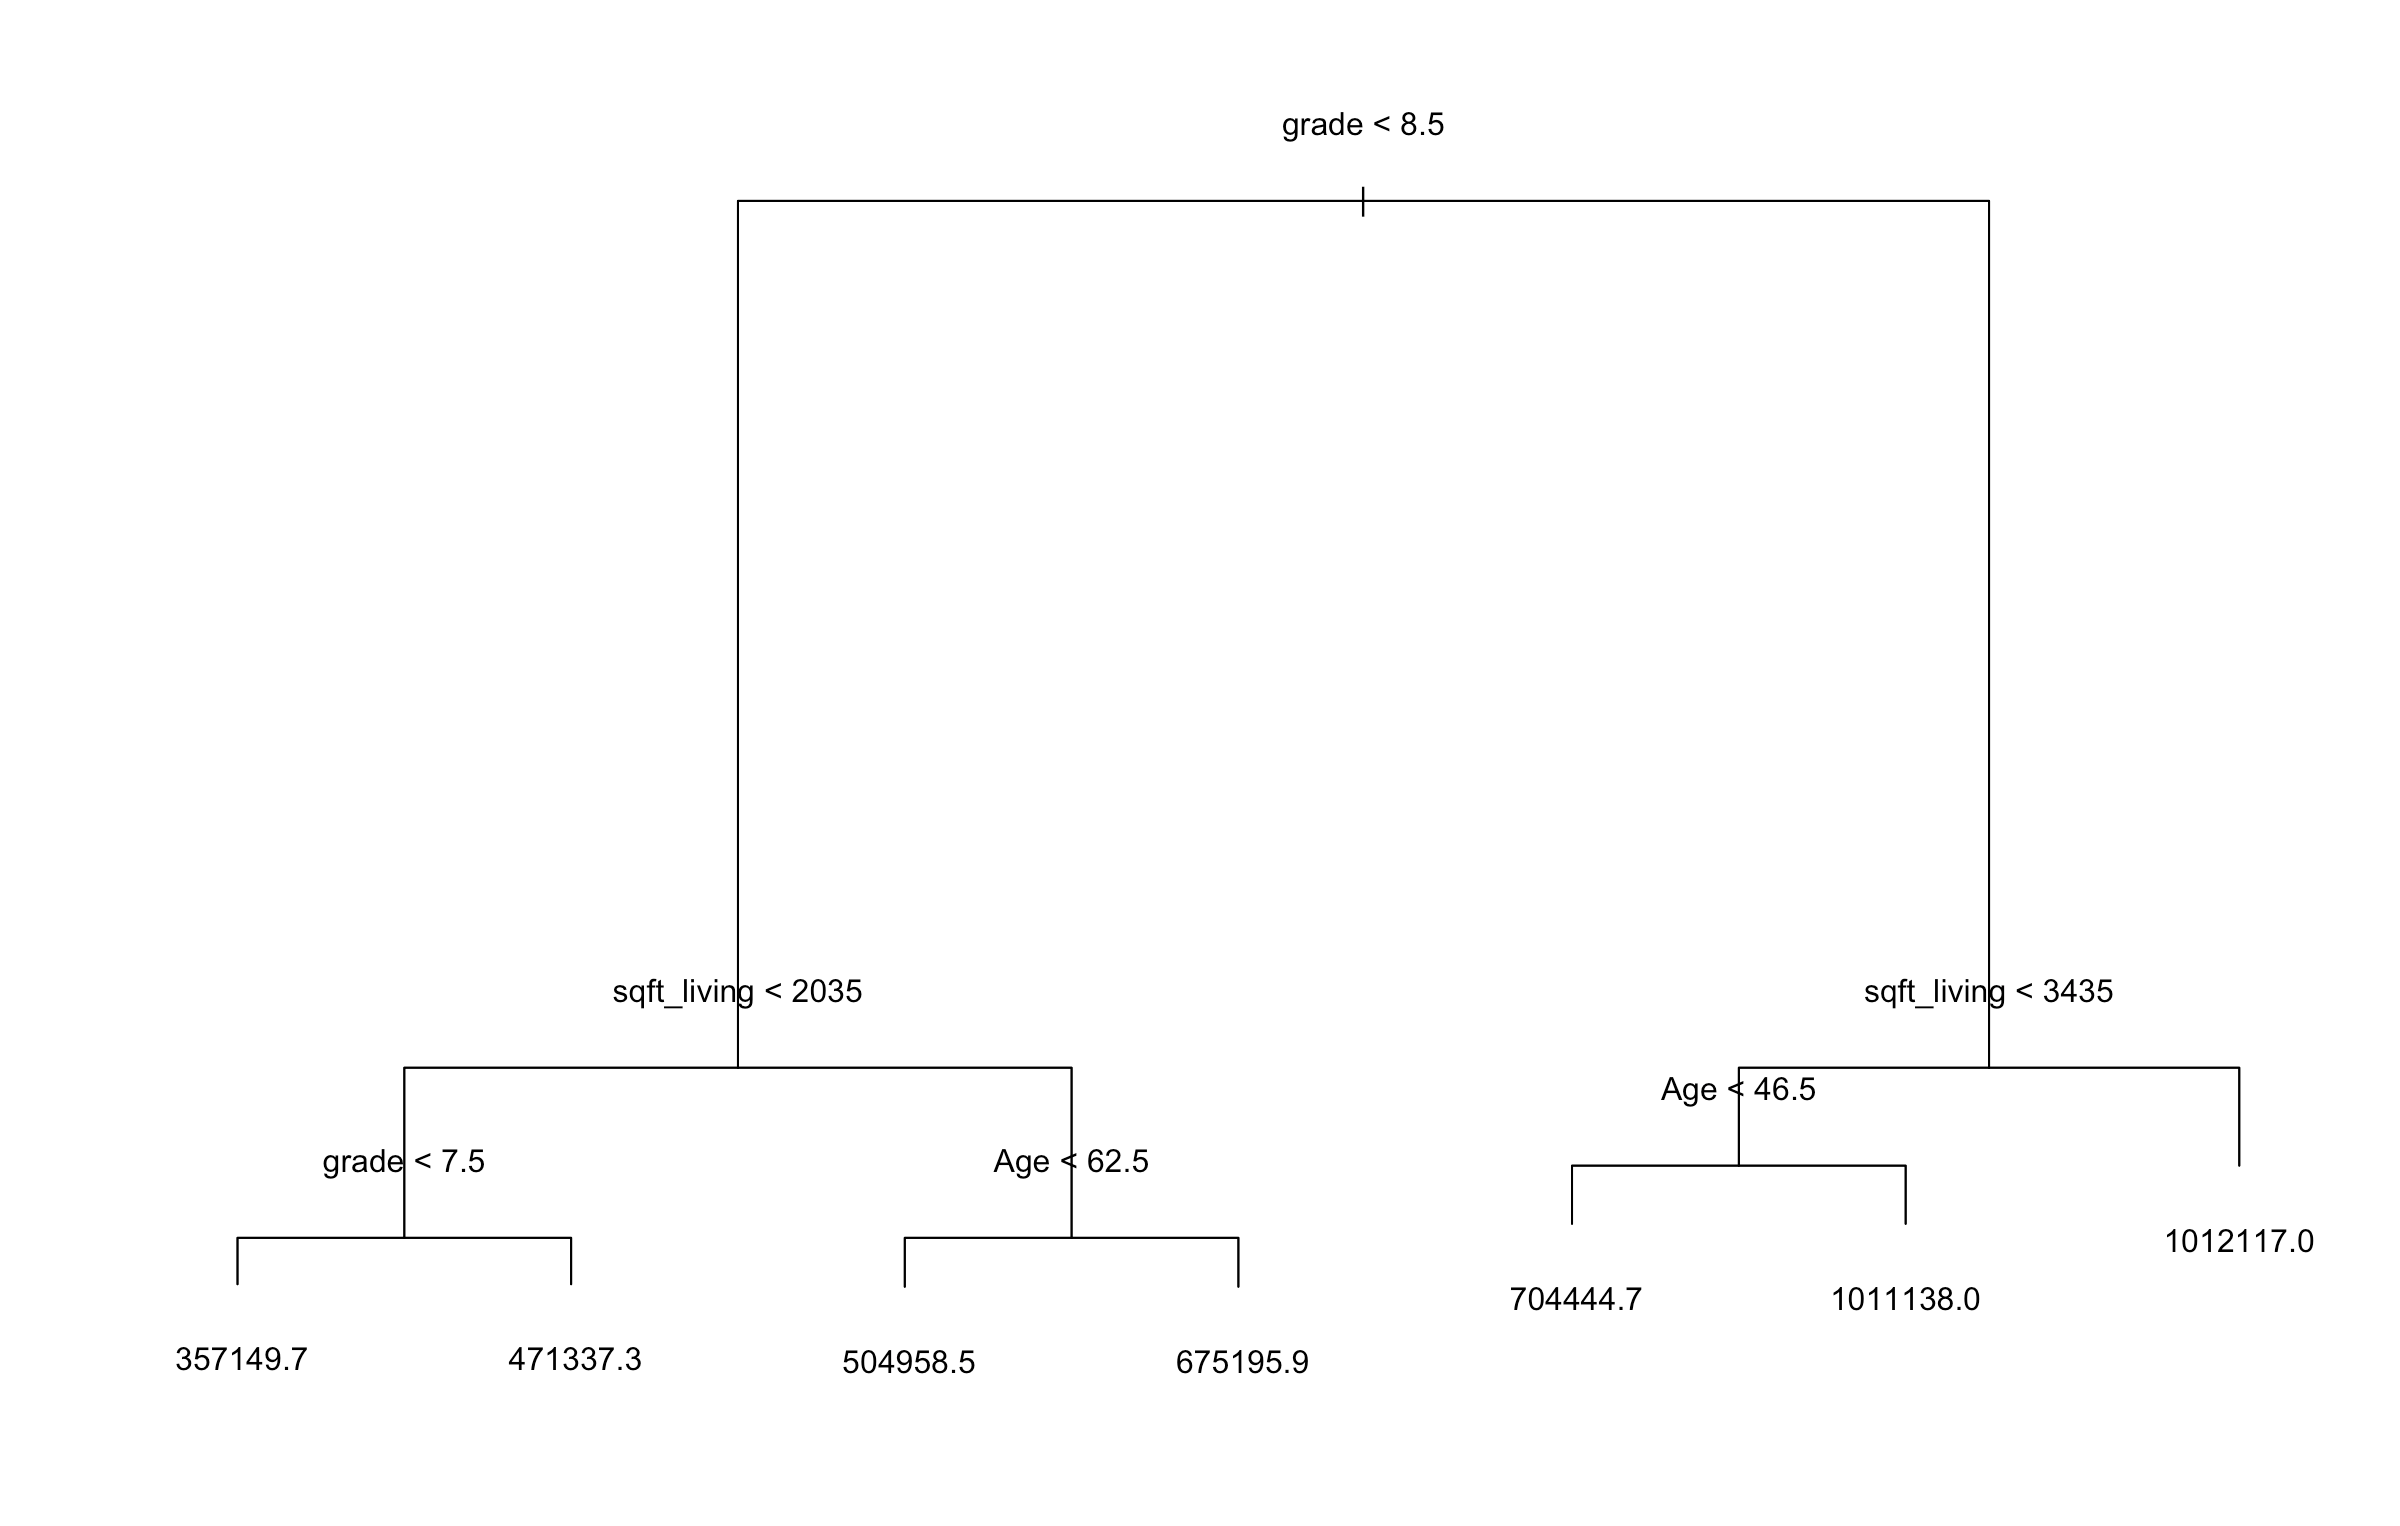 grade < 8.5
sqft_living < 2035
sqft_living < 3435
Age < 46.5
grade < 7.5
Age < 62.5
1012117.0
704444.7
1011138.0
357149.7
471337.3
504958.5
675195.9